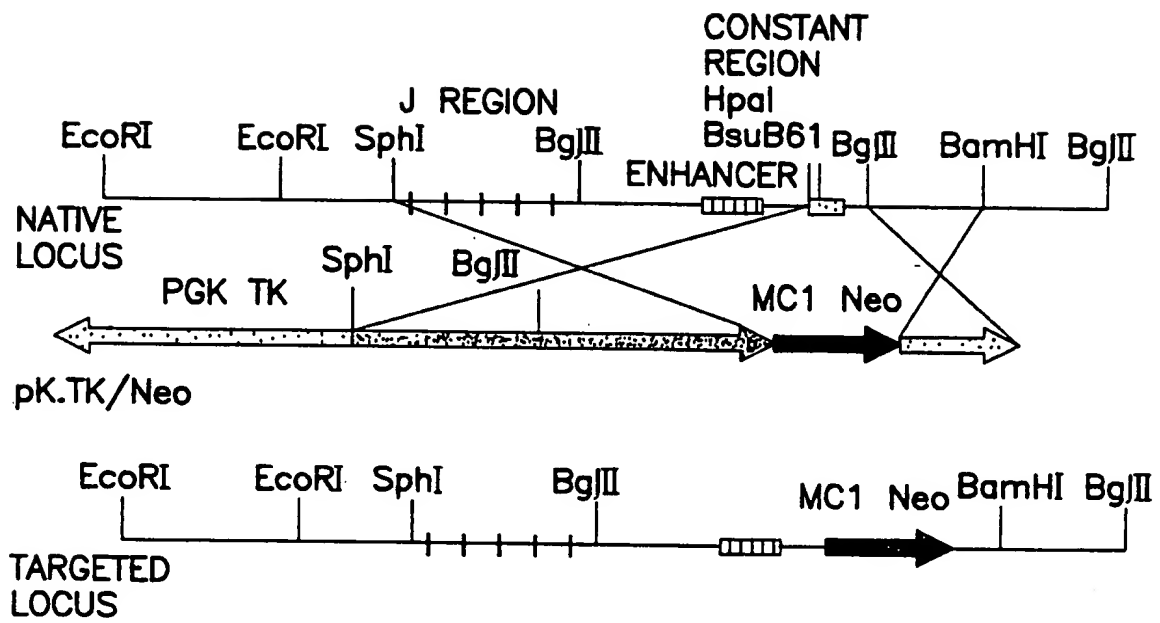 CONSTANT
REGION
HpaI
BsuB61
J REGION
EcoRI EcoRI SphI BglII BglII BamHI BglII
ENHANCER
NATIVE
LOCUS
SphI BglII
PGK TK MC1 Neo
pK.TK/Neo
EcoRI EcoRI SphI BglII MC1 Neo BamHI BglII
TARGETED
LOCUS